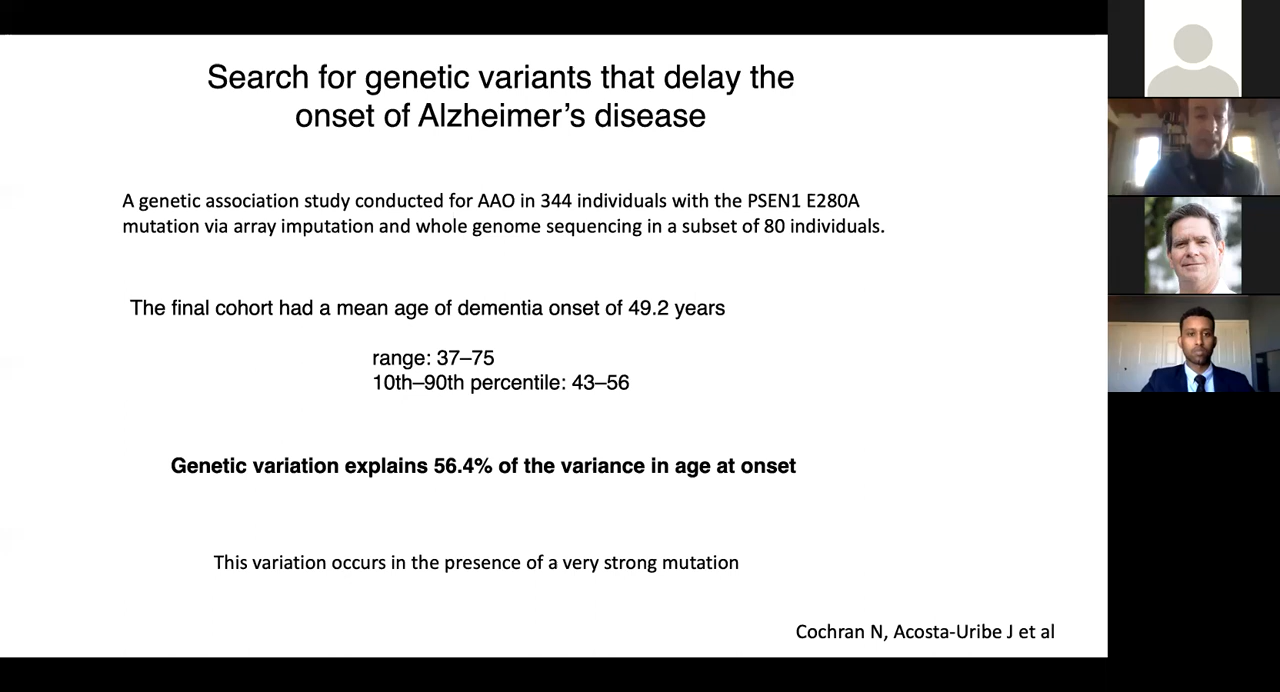 Search for genetic variants that delay the
onset of Alzheimer’s disease
A genetic association study conducted for AAO in 344 individuals with the PSEN1 E280A
mutation via array imputation and whole genome sequencing in a subset of 80 individuals.
The final cohort had a mean age of dementia onset of 49.2 years
range: 37–75
10th–90th percentile: 43–56
Genetic variation explains 56.4% of the variance in age at onset
This variation occurs in the presence of a very strong mutation
Cochran N, Acosta-Uribe J et al